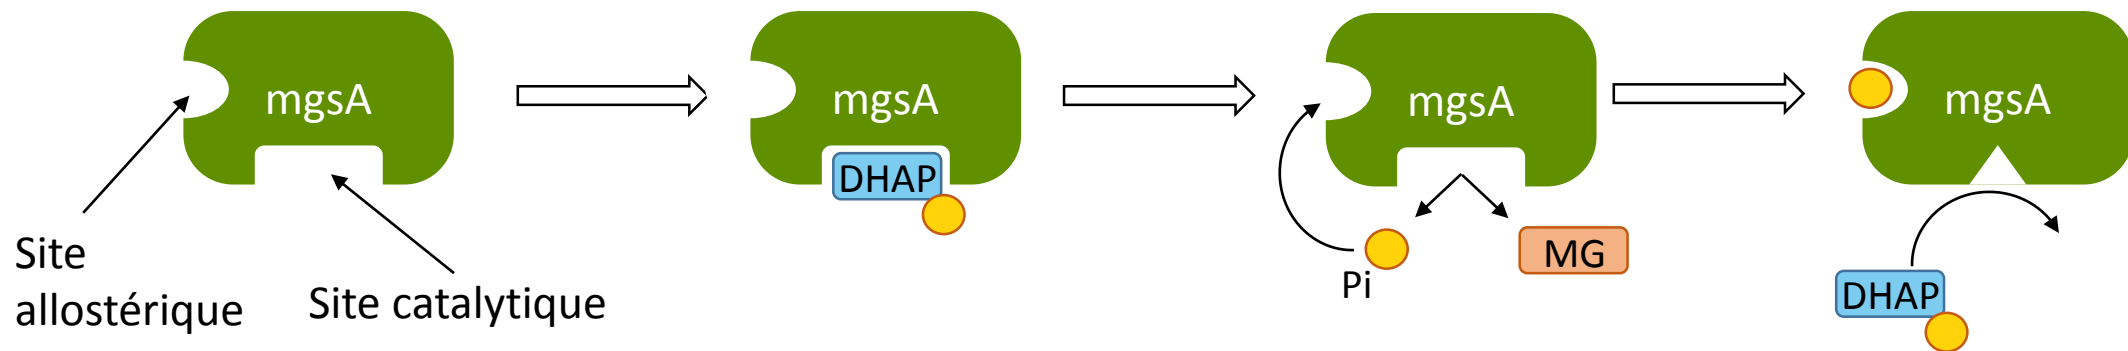 mgsA
mgsA
mgsA
mgsA
DHAP
Site
allostérique
Site catalytique
Pi
MG
DHAP